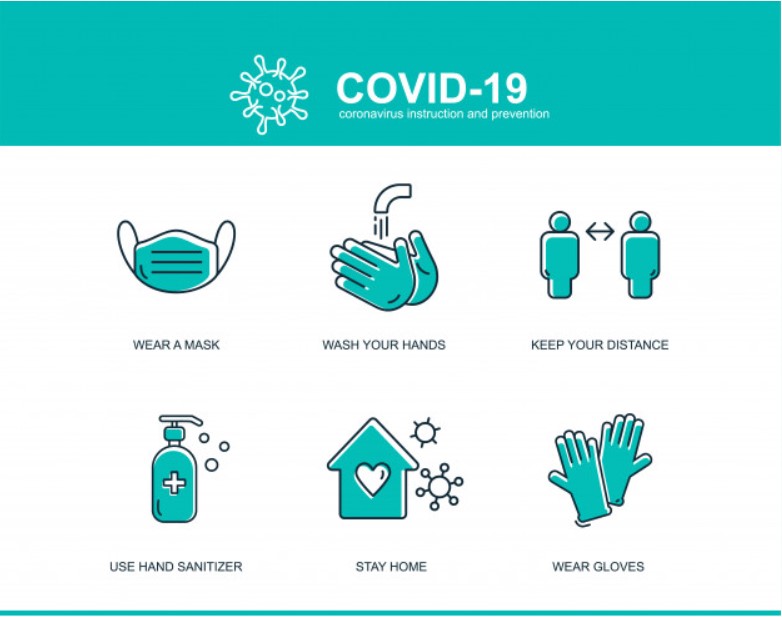 COVID-19
coronavirus instruction and prevention
WEAR A MASK
WASH YOUR HANDS
KEEP YOUR DISTANCE
USE HAND SANITIZER
STAY HOME
WEAR GLOVES